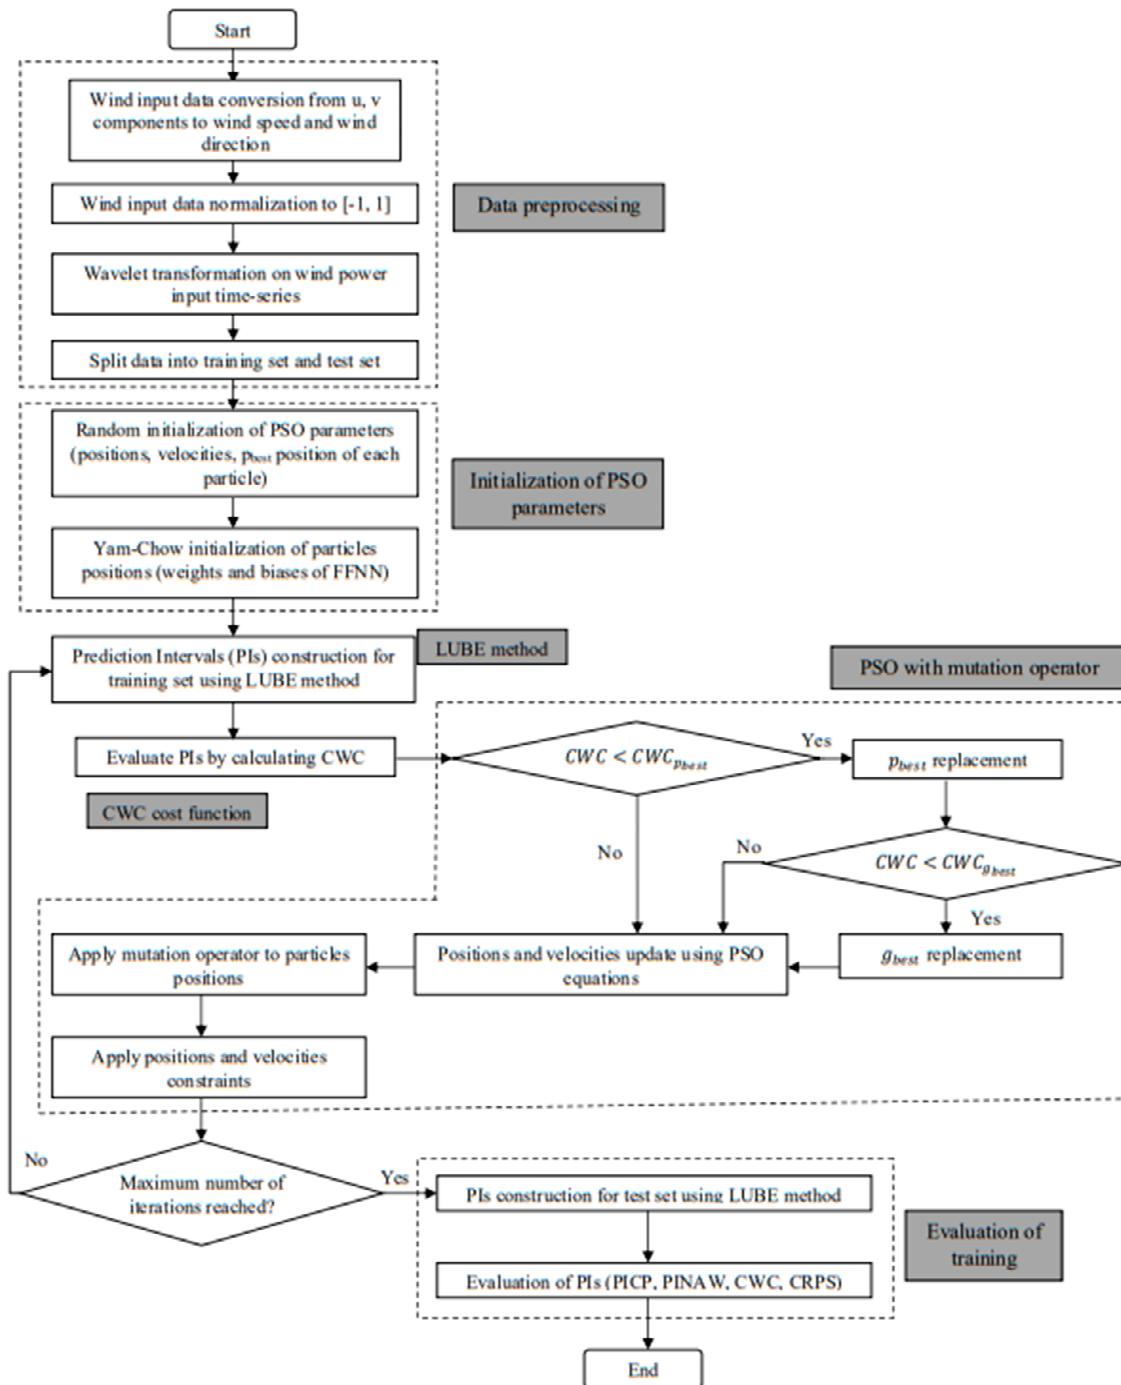 Start
Wind input data conversion from u, v
components to wind speed and wind
direction
Wind input data normalization to [-1, 1]
Data preprocessing
Wavelet transformation on wind power
input time-series
Split data into training set and test set
Random initialization of PSO parameters
(positions, velocities, pbest position of each
particle)
Initialization of PSO
parameters
Yam-Chow initialization of particles
positions (weights and biases of FFNN)
Prediction Intervals (PIs) construction for
training set using LUBE method
LUBE method
PSO with mutation operator
Evaluate PIs by calculating CWC
CWC cost function
CWC < CWCpbest
Yes
pbest replacement
No
CWC < CWCgbest
No
Yes
gbest replacement
Positions and velocities update using PSO
equations
Apply mutation operator to particles
positions
Apply positions and velocities
constraints
Maximum number of
iterations reached?
No
Yes
PIs construction for test set using LUBE method
Evaluation of PIs (PICP, PINAW, CWC, CRPS)
Evaluation of
training
End